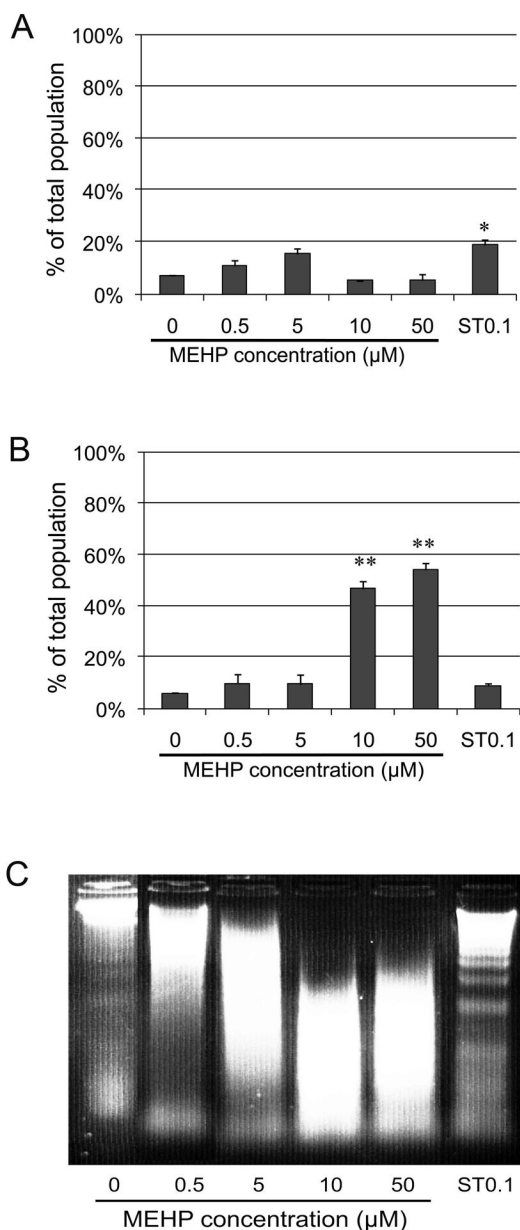 A
100%
80%
60%
40%
20%
0%
% of total population
*
0 0.5 5 10 50 ST0.1
MEHP concentration (µM)
B
100%
80%
60%
40%
20%
0%
% of total population
** **
0 0.5 5 10 50 ST0.1
MEHP concentration (µM)
C
0 0.5 5 10 50 ST0.1
MEHP concentration (µM)